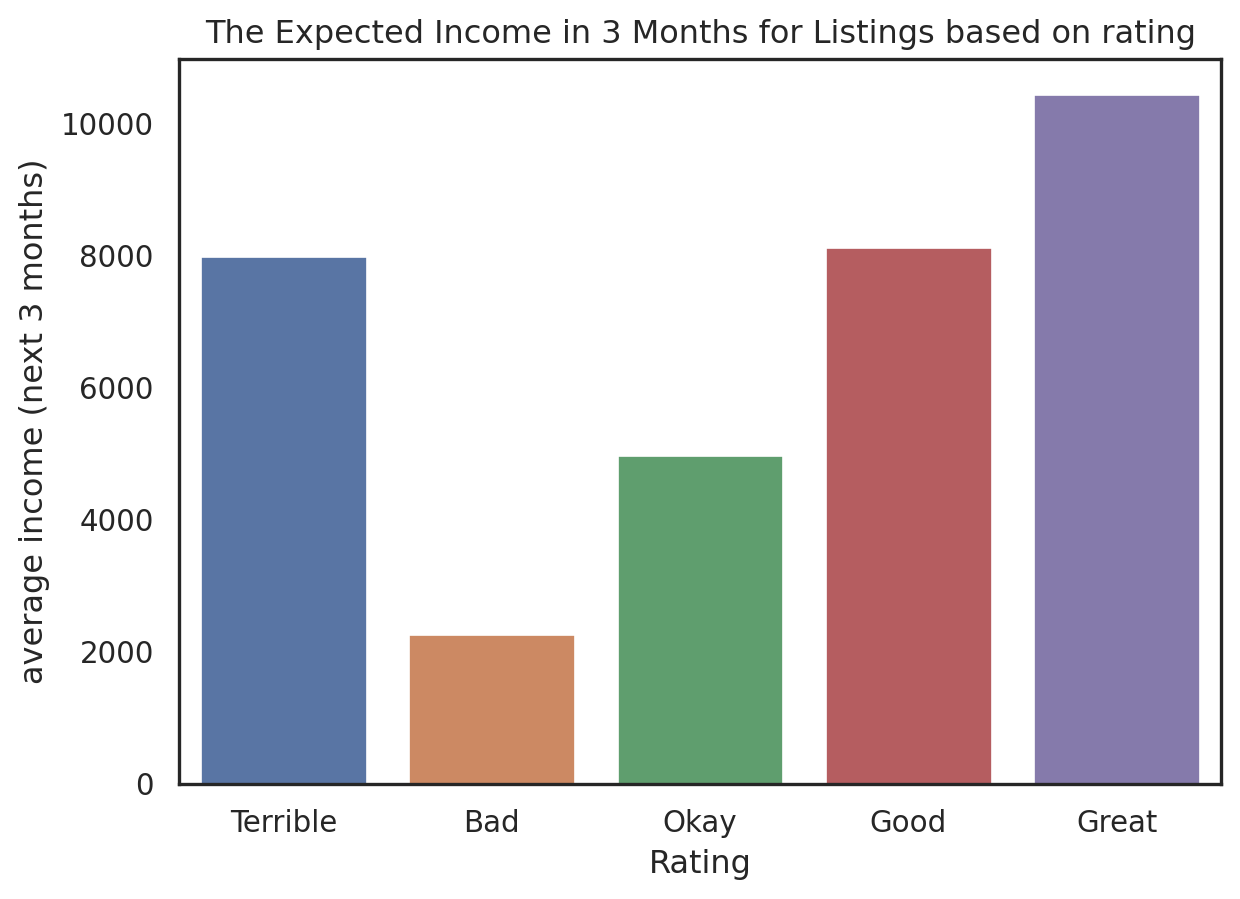 The Expected Income in 3 Months for Listings based on rating
average income (next 3 months)
10000
8000
6000
4000
2000
0
Terrible Bad Okay Good Great
Rating